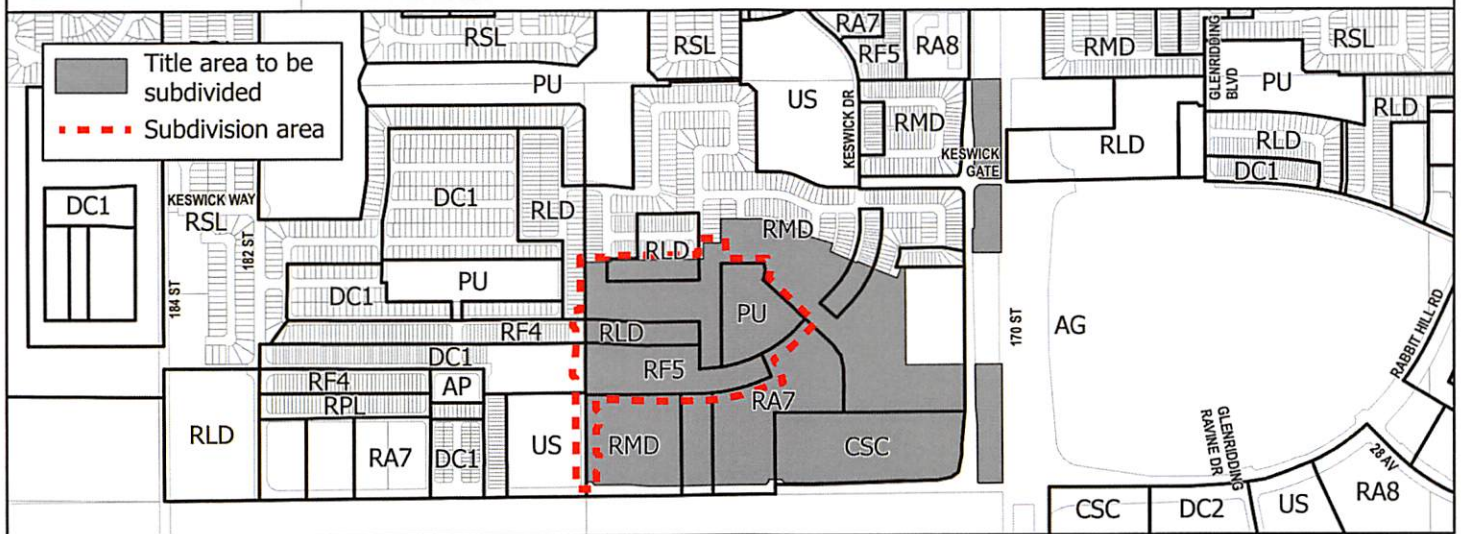 RSL
RSL
RA7
RF5
RA8
RMD
GLENRIDDING
BLVD
RSL
Title area to be
subdivided
Subdivision area
PU
US
KESWICK DR
RMD
KESWICK
GATE
RLD
PU
RLD
RLD
DC1
DC1
KESWICK WAY
RSL
182 ST
184 ST
DC1
RLD
PU
DC1
RLD
RMD
RF4
RLD
PU
170 ST
AG
RABBIT HILL RD
DC1
RF4
RPL
AP
RF5
RA7
RLD
RA7
DC1
US
RMD
CSC
GLENRIDDING
RAVINE DR
28 AV
CSC
DC2
US
RA8